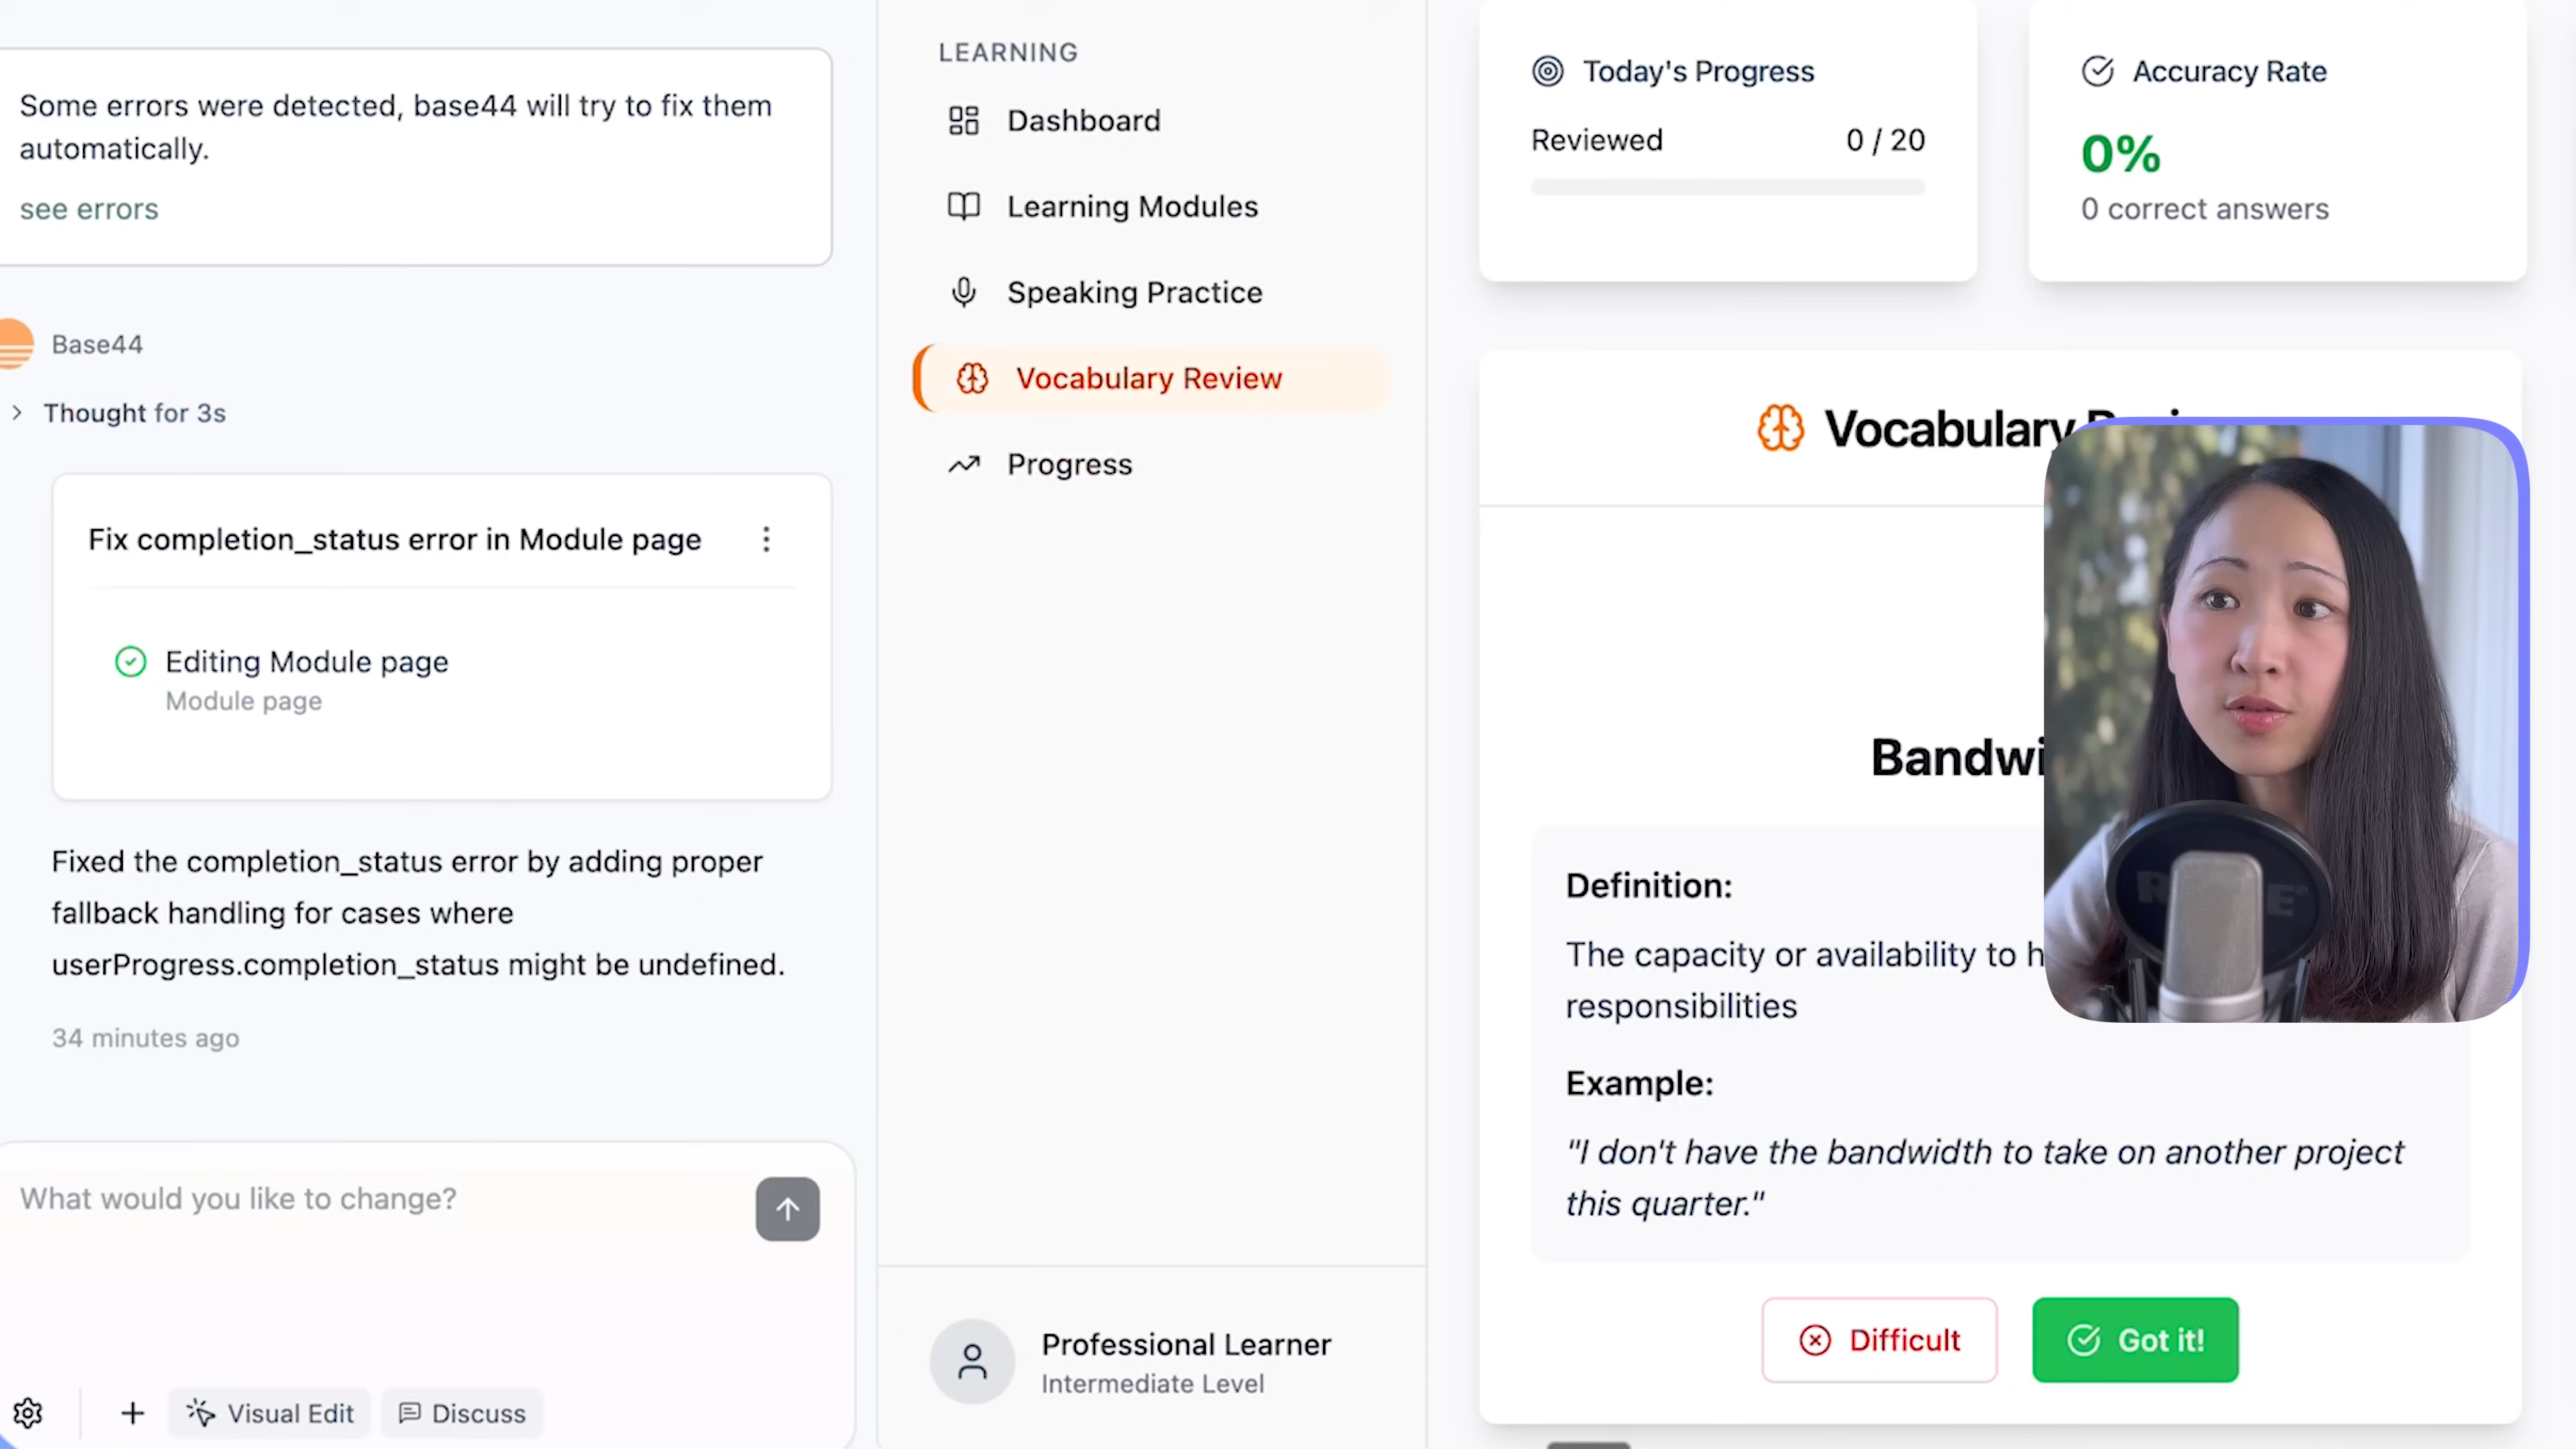 Some errors were detected, base44 will try to fix them
automatically.
see errors
Base44
Thought for 3s
Fix completion_status error in Module page
Editing Module page
Module page
Fixed the completion_status error by adding proper
fallback handling for cases where
userProgress.completion_status might be undefined.
34 minutes ago
What would you like to change?
Visual Edit
Discuss
LEARNING
Dashboard
Learning Modules
Speaking Practice
Vocabulary Review
Progress
Professional Learner
Intermediate Level
Today's Progress
Reviewed 0 / 20
Accuracy Rate
0%
0 correct answers
Vocabulary
Definition:
The capacity or availability to
responsibilities
Example:
"I don't have the bandwidth to take on another project
this quarter."
Difficult
Got it!